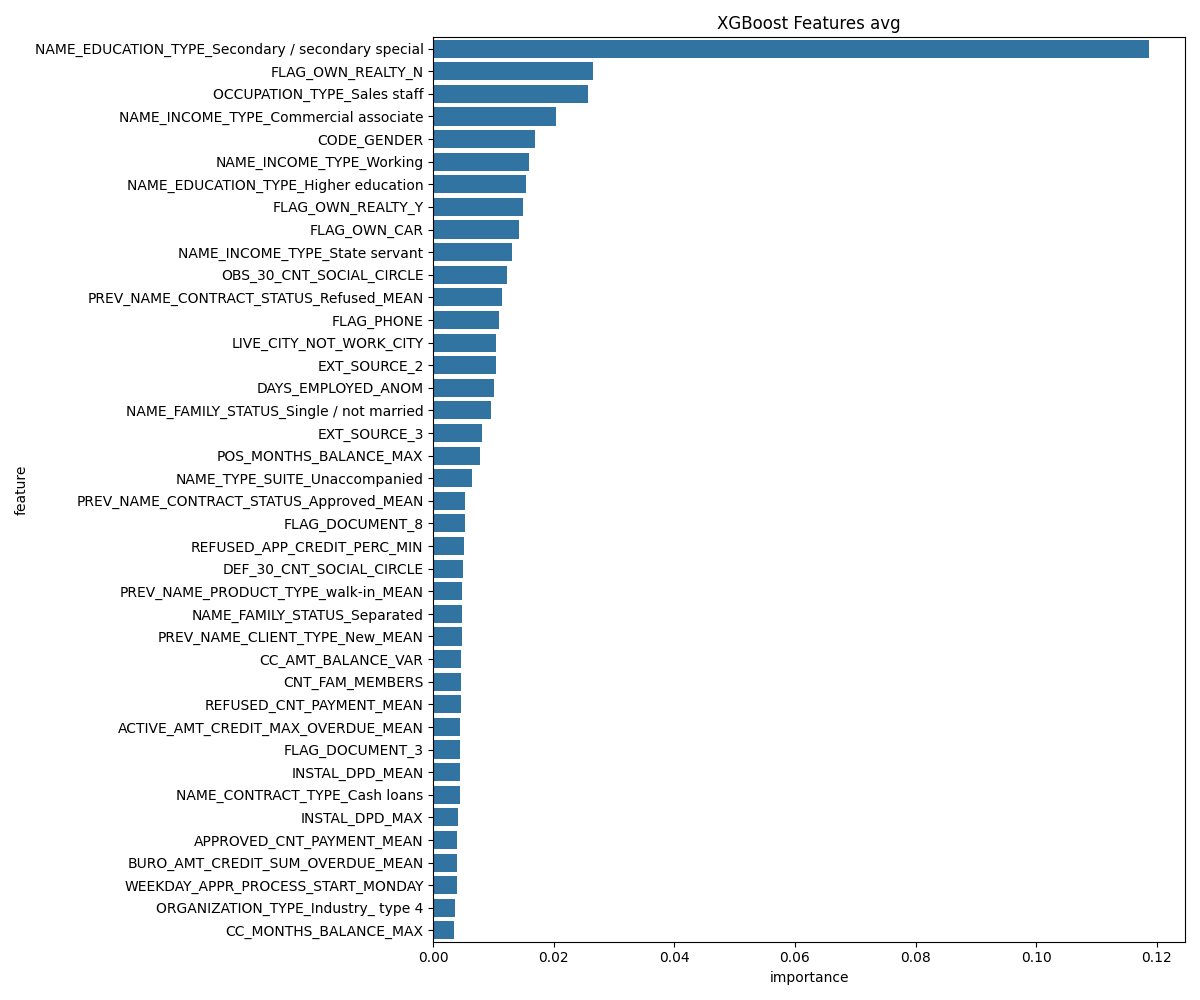 XGBoost Features avg
NAME_EDUCATION_TYPE_Secondary / secondary special
FLAG_OWN_REALTY_N
OCCUPATION_TYPE_Sales staff
NAME_INCOME_TYPE_Commercial associate
CODE_GENDER
NAME_INCOME_TYPE_Working
NAME_EDUCATION_TYPE_Higher education
FLAG_OWN_REALTY_Y
FLAG_OWN_CAR
NAME_INCOME_TYPE_State servant
OBS_30_CNT_SOCIAL_CIRCLE
PREV_NAME_CONTRACT_STATUS_Refused_MEAN
FLAG_PHONE
LIVE_CITY_NOT_WORK_CITY
EXT_SOURCE_2
DAYS_EMPLOYED_ANOM
NAME_FAMILY_STATUS_Single / not married
EXT_SOURCE_3
POS_MONTHS_BALANCE_MAX
NAME_TYPE_SUITE_Unaccompanied
PREV_NAME_CONTRACT_STATUS_Approved_MEAN
FLAG_DOCUMENT_8
REFUSED_APP_CREDIT_PERC_MIN
DEF_30_CNT_SOCIAL_CIRCLE
PREV_NAME_PRODUCT_TYPE_walk-in_MEAN
NAME_FAMILY_STATUS_Separated
PREV_NAME_CLIENT_TYPE_New_MEAN
CC_AMT_BALANCE_VAR
CNT_FAM_MEMBERS
REFUSED_CNT_PAYMENT_MEAN
ACTIVE_AMT_CREDIT_MAX_OVERDUE_MEAN
FLAG_DOCUMENT_3
INSTAL_DPD_MEAN
NAME_CONTRACT_TYPE_Cash loans
INSTAL_DPD_MAX
APPROVED_CNT_PAYMENT_MEAN
BURO_AMT_CREDIT_SUM_OVERDUE_MEAN
WEEKDAY_APPR_PROCESS_START_MONDAY
ORGANIZATION_TYPE_Industry_ type 4
CC_MONTHS_BALANCE_MAX
feature
0.00 0.02 0.04 0.06 0.08 0.10 0.12
importance